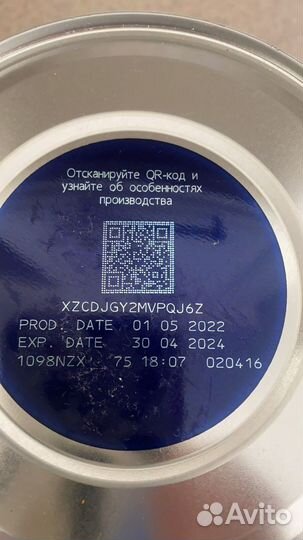 Отсканируйте QR-код и
узнайте об особенностях
производства
XZCDJGY2MVPQJ6Z
PROD. DATE 01 05 2022
EXP. DATE 30 04 2024
1098NZX 75 18:07 020416
Avito